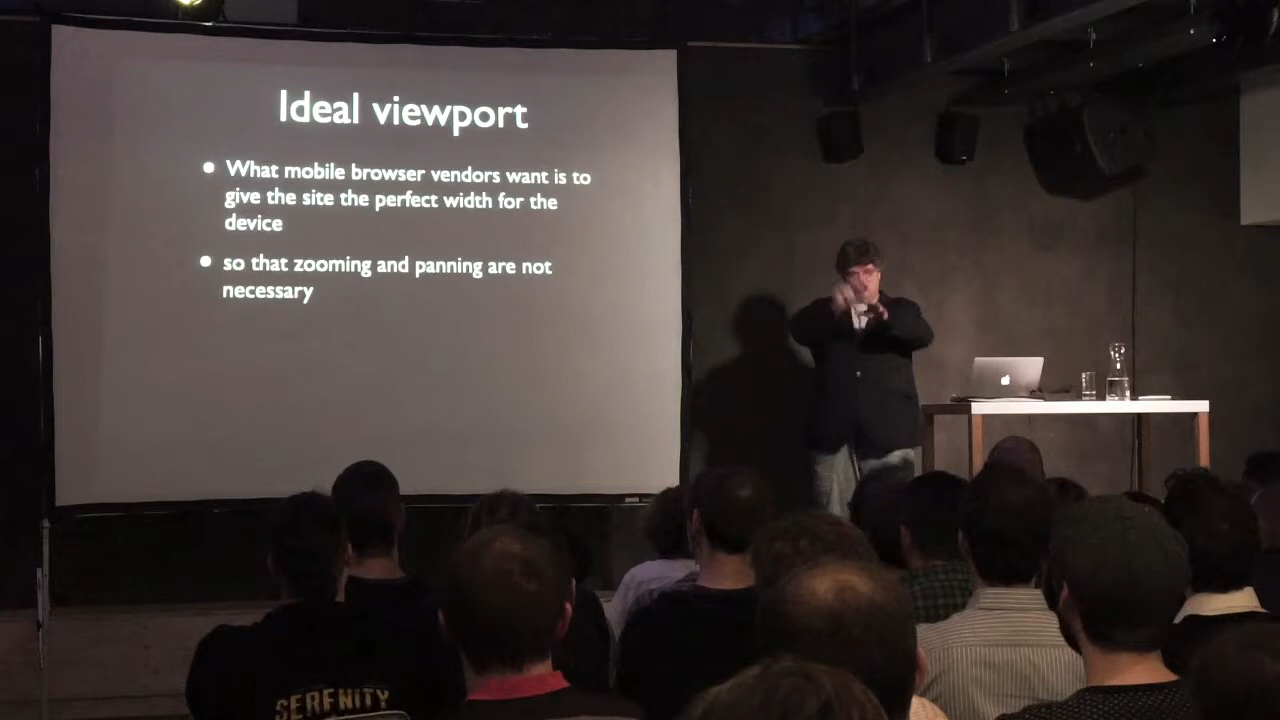 Ideal viewport
• What mobile browser vendors want is to
give the site the perfect width for the
device
• so that zooming and panning are not
necessary
SERENITY